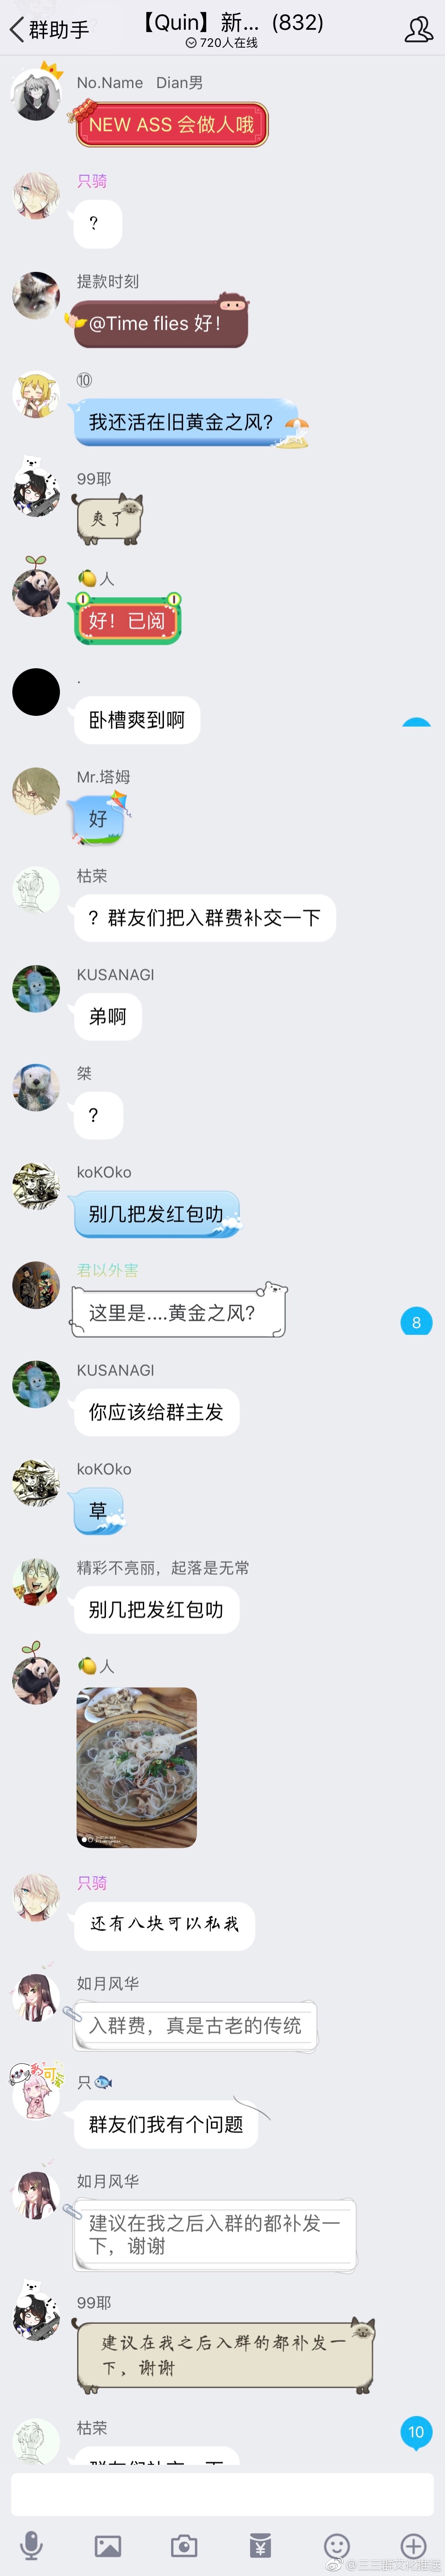 群助手
【Quin】新... (832)
720人在线
No.Name Dian男
NEW ASS 会做人哦
只骑
？
提款时刻
@Time flies 好！
⑩
我还活在旧黄金之风？
99耶
爽了
🍋人
好！已阅
.
卧槽爽到啊
Mr.塔姆
好
枯荣
？群友们把入群费补交一下
KUSANAGI
弟啊
桀
？
koKOko
别几把发红包叻
君以外害
这里是....黄金之风？
8
KUSANAGI
你应该给群主发
koKOko
草
精彩不亮丽，起落是无常
别几把发红包叻
🍋人
只骑
还有八块可以私我
如月风华
入群费，真是古老的传统
只🐟
群友们我有个问题
如月风华
建议在我之后入群的都补发一
下，谢谢
99耶
建议在我之后入群的都补发一
下，谢谢
枯荣
10